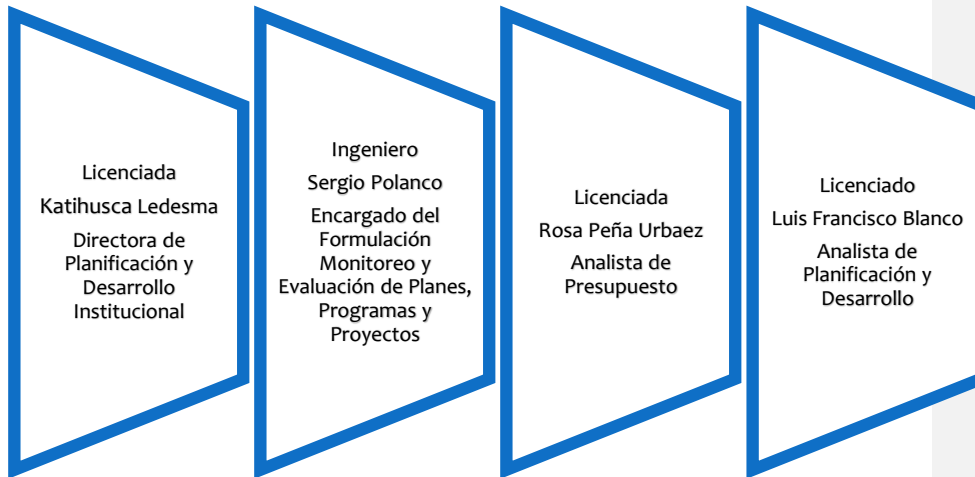 Licenciada
Katihusca Ledesma
Directora de
Planificación y
Desarrollo
Institucional
Ingeniero
Sergio Polanco
Encargado del
Formulación
Monitoreo y
Evaluación de Planes,
Programas y
Proyectos
Licenciada
Rosa Peña Urbaez
Analista de
Presupuesto
Licenciado
Luis Francisco Blanco
Analista de
Planificación y
Desarrollo